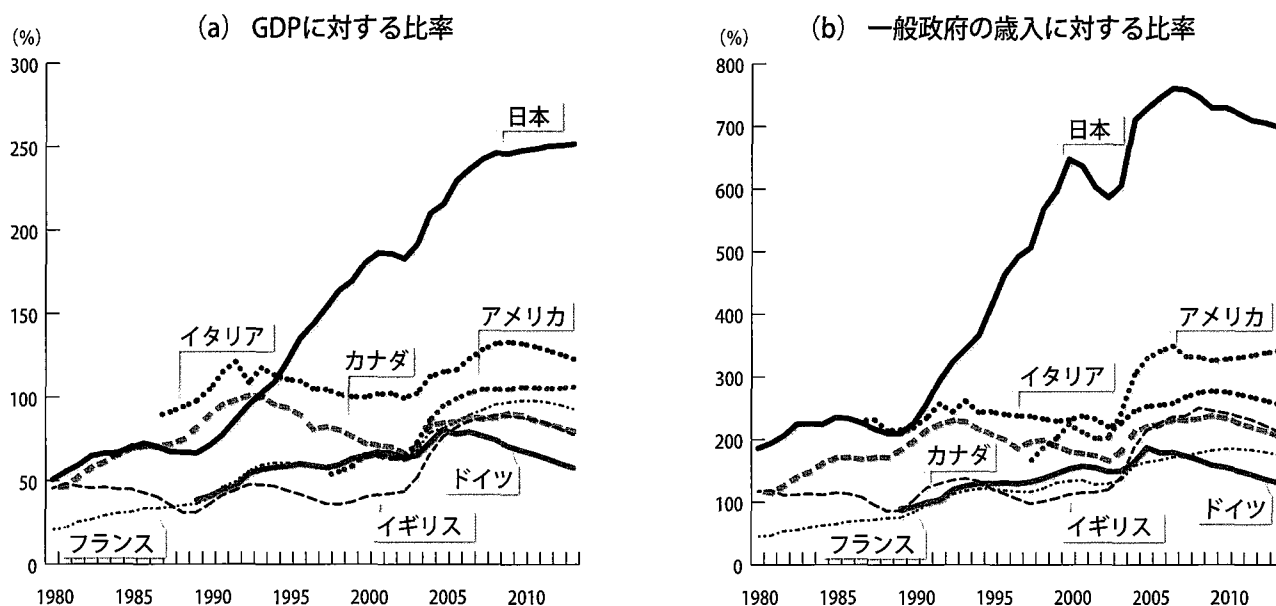 (a) GDPに対する比率
(%)
300
250
200
150
100
50
0
日本
イタリア
カナダ
アメリカ
ドイツ
イギリス
フランス
1980 1985 1990 1995 2000 2005 2010
(b) 一般政府の歳入に対する比率
(%)
800
700
600
500
400
300
200
100
0
日本
アメリカ
イタリア
カナダ
ドイツ
イギリス
フランス
1980 1985 1990 1995 2000 2005 2010